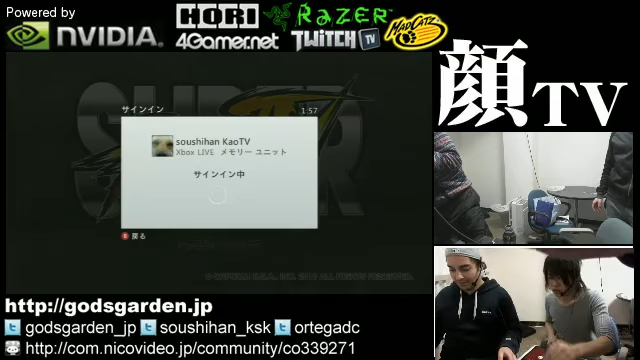 Powered by
NVIDIA.
HORI
RAZER
4Gamer.net
TWITCH TV
MADCATZ
顔TV
サインイン
1:57
soushihan KaoTV
Xbox LIVE メモリー ユニット
サインイン中
戻る
SUPER
http://godsgarden.jp
godsgarden_jp soushihan_ksk ortegadc
http://com.nicovideo.jp/community/co339271